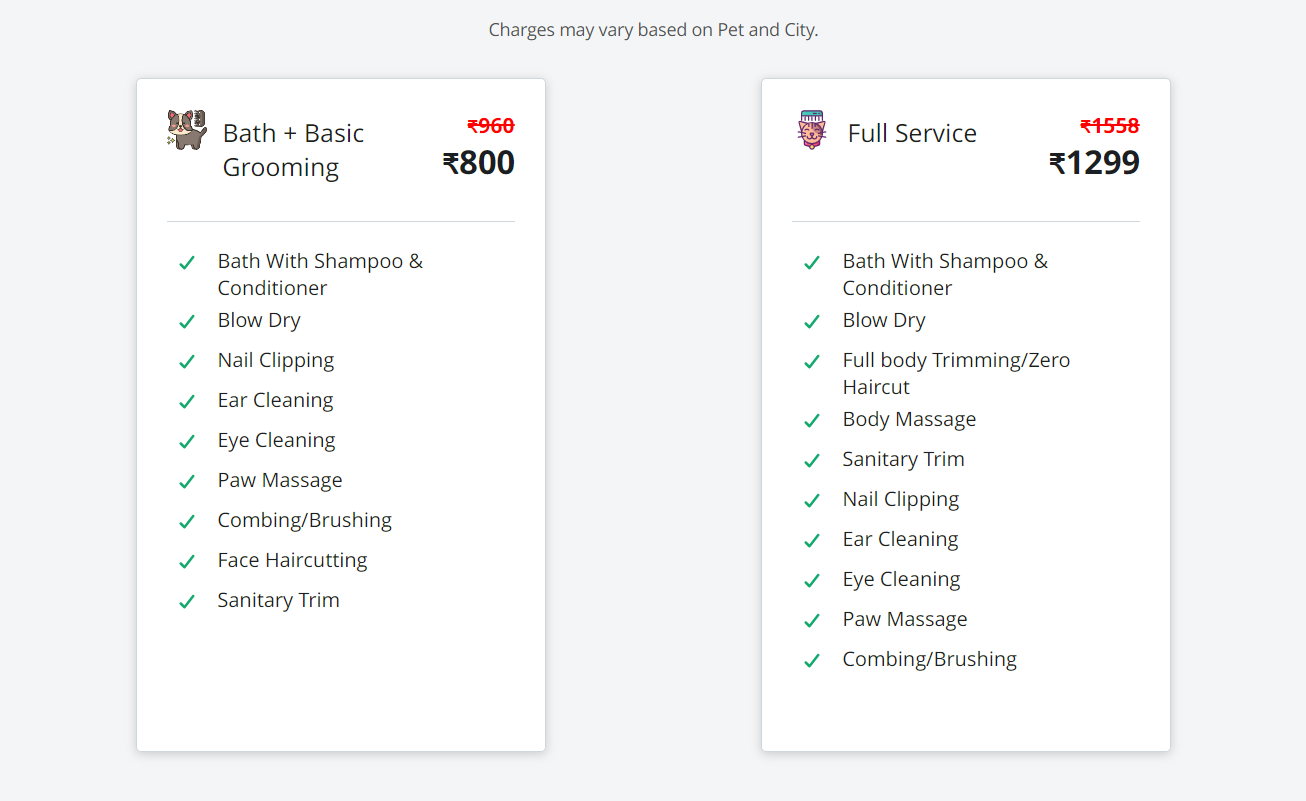 Charges may vary based on Pet and City.
Bath + Basic
Grooming
₹960
₹800
Bath With Shampoo &
Conditioner
Blow Dry
Nail Clipping
Ear Cleaning
Eye Cleaning
Paw Massage
Combing/Brushing
Face Haircutting
Sanitary Trim
Full Service
₹1558
₹1299
Bath With Shampoo &
Conditioner
Blow Dry
Full body Trimming/Zero
Haircut
Body Massage
Sanitary Trim
Nail Clipping
Ear Cleaning
Eye Cleaning
Paw Massage
Combing/Brushing